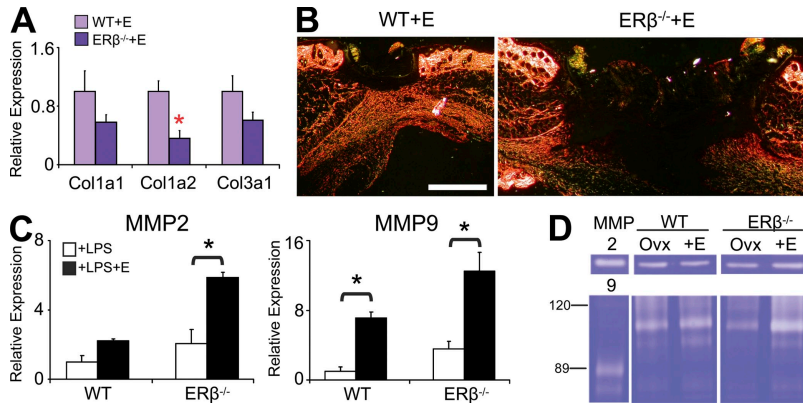 A
WT+E
ERβ⁻/⁻+E
Relative Expression
1.6
0.8
0
*
Col1a1 Col1a2 Col3a1
B
WT+E ERβ⁻/⁻+E
C
MMP2
+LPS
+LPS+E
Relative Expression
8
4
0
*
WT ERβ⁻/⁻
MMP9
Relative Expression
16
8
0
*
*
WT ERβ⁻/⁻
D
MMP WT ERβ⁻/⁻
2 Ovx +E Ovx +E
9
120
89